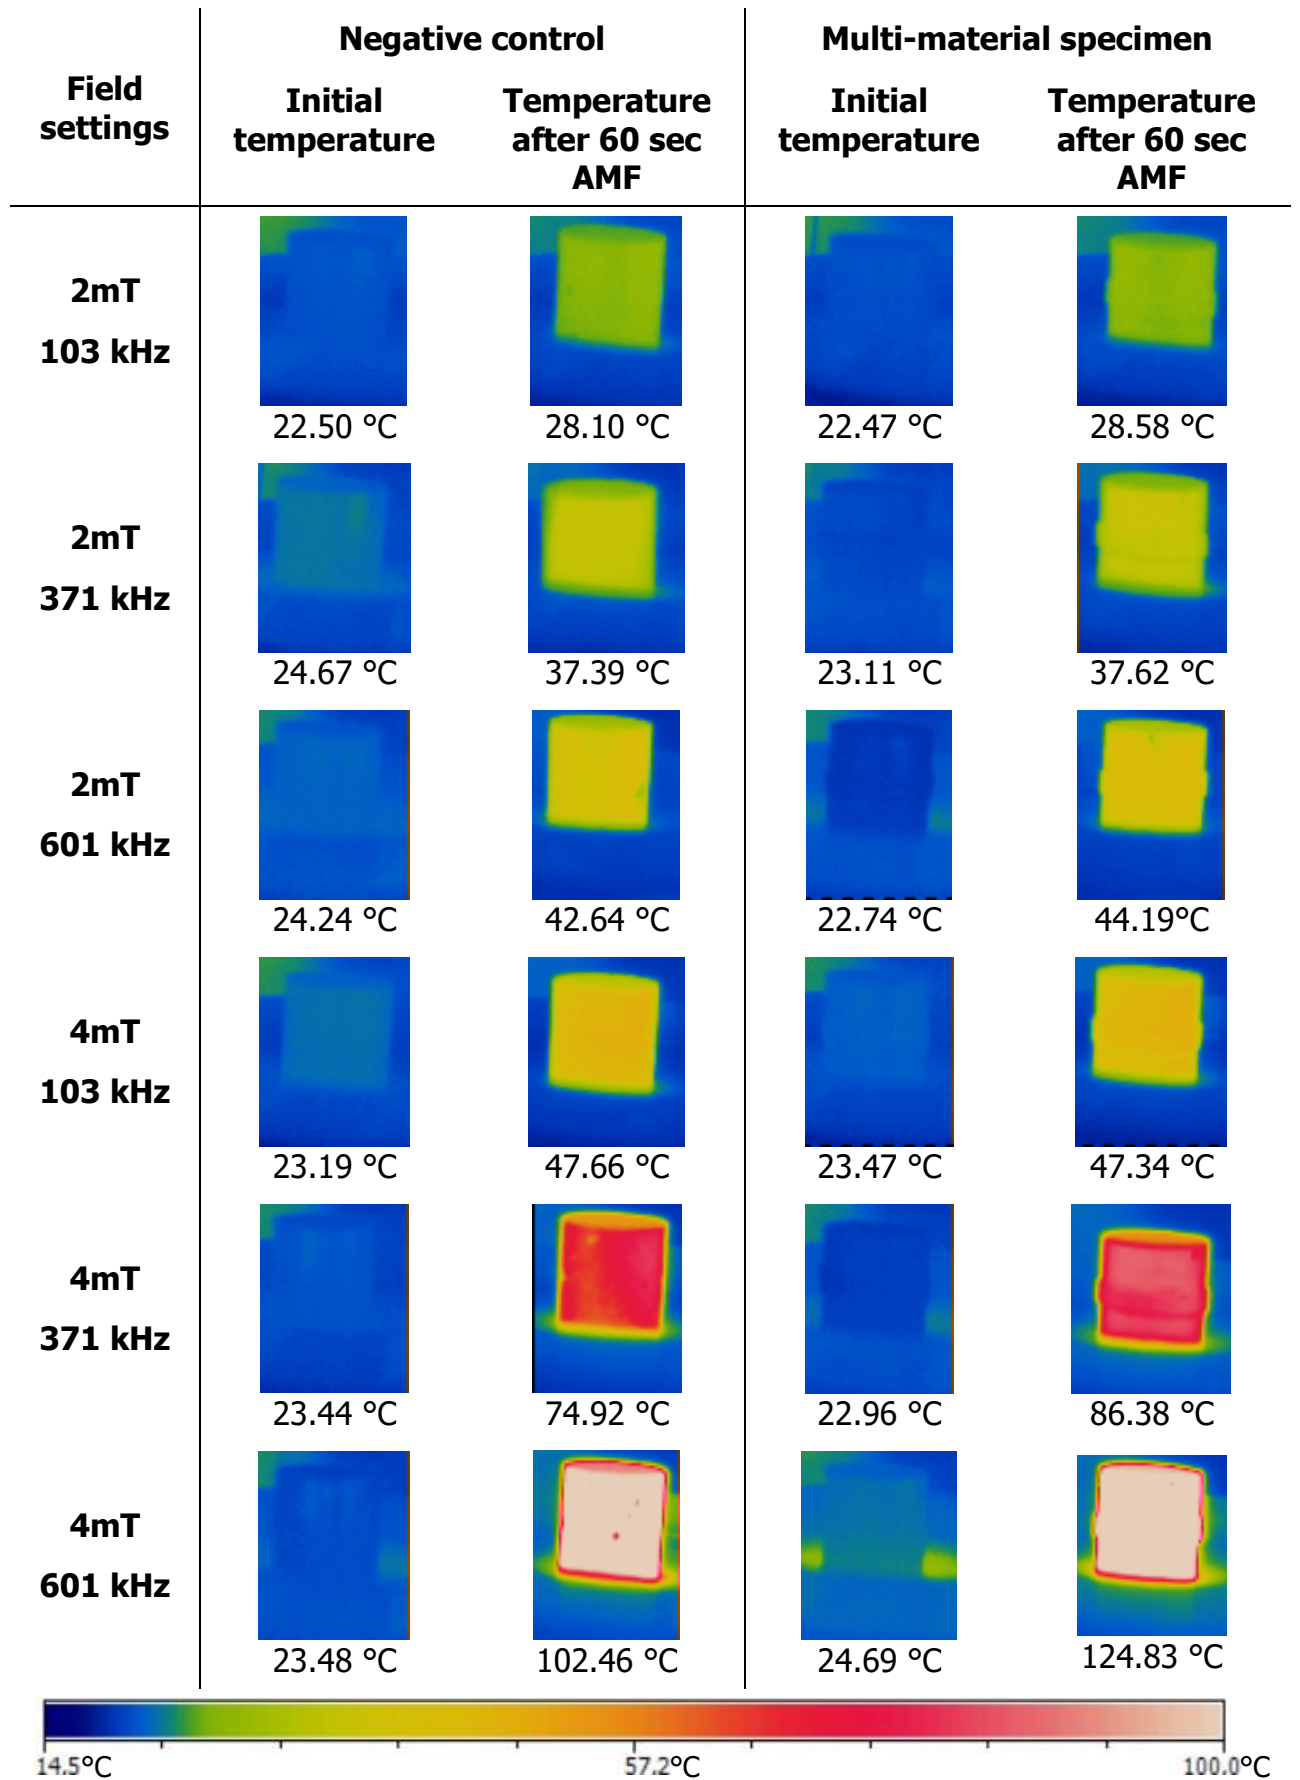 Negative control
Multi-material specimen
Field
settings
Initial
temperature
Temperature
after 60 sec
AMF
Initial
temperature
Temperature
after 60 sec
AMF
2mT
103 kHz
22.50 °C
28.10 °C
22.47 °C
28.58 °C
2mT
371 kHz
24.67 °C
37.39 °C
23.11 °C
37.62 °C
2mT
601 kHz
24.24 °C
42.64 °C
22.74 °C
44.19°C
4mT
103 kHz
23.19 °C
47.66 °C
23.47 °C
47.34 °C
4mT
371 kHz
23.44 °C
74.92 °C
22.96 °C
86.38 °C
4mT
601 kHz
23.48 °C
102.46 °C
24.69 °C
124.83 °C
14.5°C
57.2°C
100.0°C